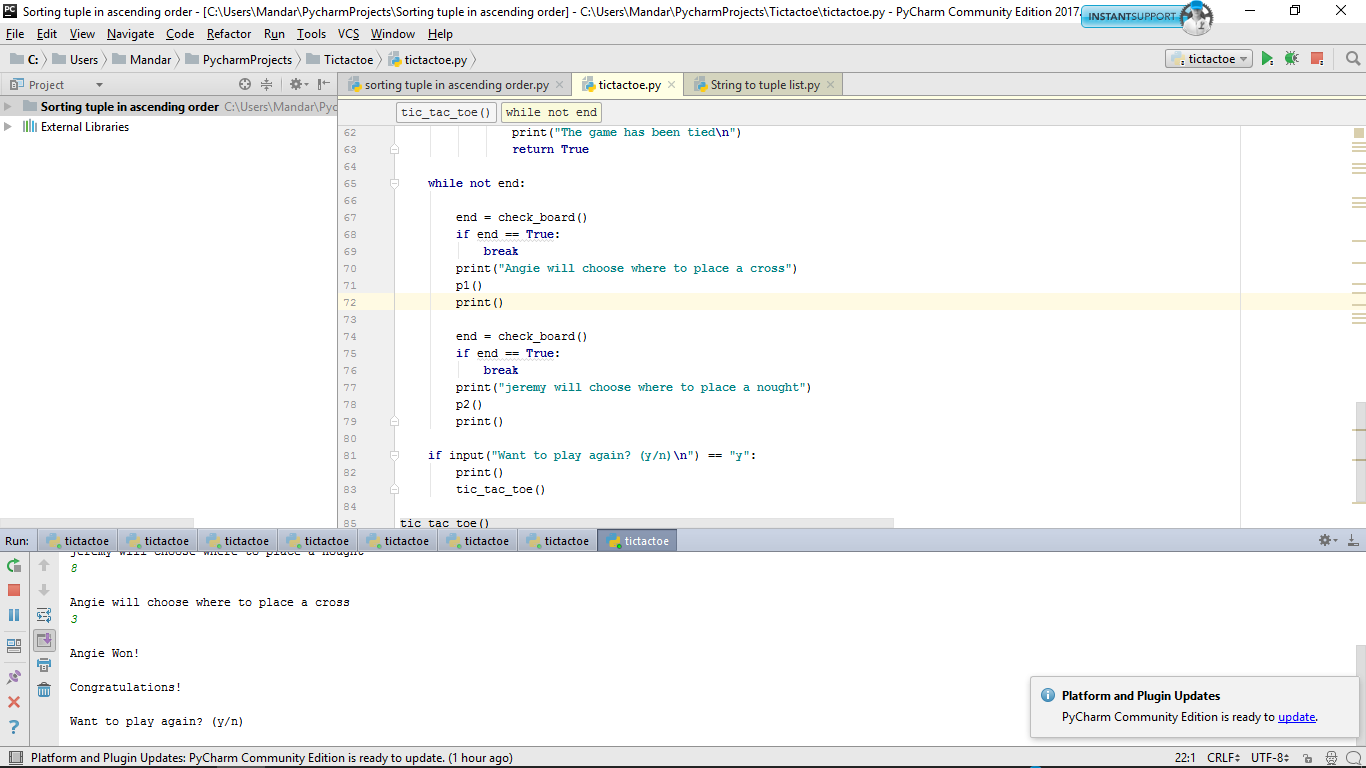 Sorting tuple in ascending order - [C:\Users\Mandar\PycharmProjects\Sorting tuple in ascending order] - C:\Users\Mandar\PycharmProjects\Tictactoe\tictactoe.py - PyCharm Community Edition 2017.
INSTANTSUPPORT
File Edit View Navigate Code Refactor Run Tools VCS Window Help
C: Users Mandar PycharmProjects Tictactoe tictactoe.py tictactoe
Project sorting tuple in ascending order.py tictactoe.py String to tuple list.py
Sorting tuple in ascending order C:\Users\Mandar\Pyc
External Libraries
tic_tac_toe() while not end
62 print("The game has been tied\n")
63 return True
64
65 while not end:
66
67 end = check_board()
68 if end == True:
69 break
70 print("Angie will choose where to place a cross")
71 p1()
72 print()
73
74 end = check_board()
75 if end == True:
76 break
77 print("jeremy will choose where to place a nought")
78 p2()
79 print()
80
81 if input("Want to play again? (y/n)\n") == "y":
82 print()
83 tic_tac_toe()
84
85 tic_tac_toe()
Run: tictactoe tictactoe tictactoe tictactoe tictactoe tictactoe tictactoe tictactoe
jeremy will choose where to place a nought
8
Angie will choose where to place a cross
3
Angie Won!
Congratulations!
Want to play again? (y/n)
Platform and Plugin Updates
PyCharm Community Edition is ready to update.
Platform and Plugin Updates: PyCharm Community Edition is ready to update. (1 hour ago) 22:1 CRLF UTF-8